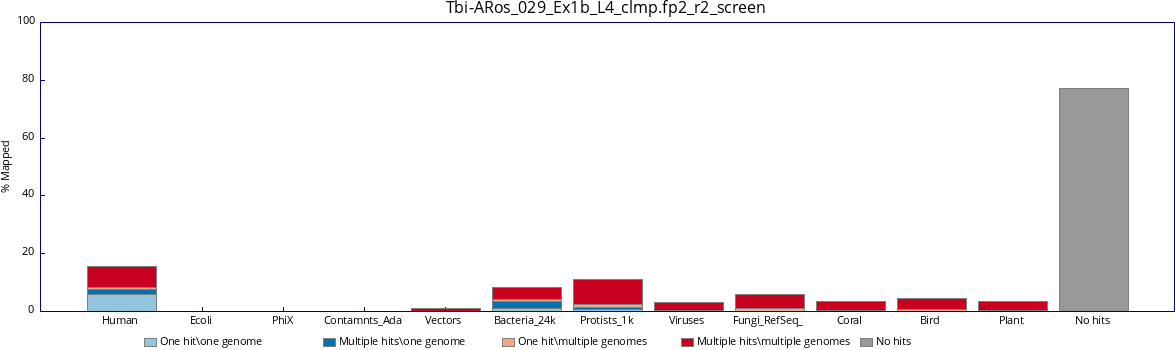 Tbi-ARos_029_Ex1b_L4_clmp.fp2_r2_screen
100
80
60
40
20
0
% Mapped
Human Ecoli PhiX Contamnts_Ada Vectors Bacteria_24k Protists_1k Viruses Fungi_RefSeq_ Coral Bird Plant No hits
One hit\one genome Multiple hits\one genome One hit\multiple genomes Multiple hits\multiple genomes No hits